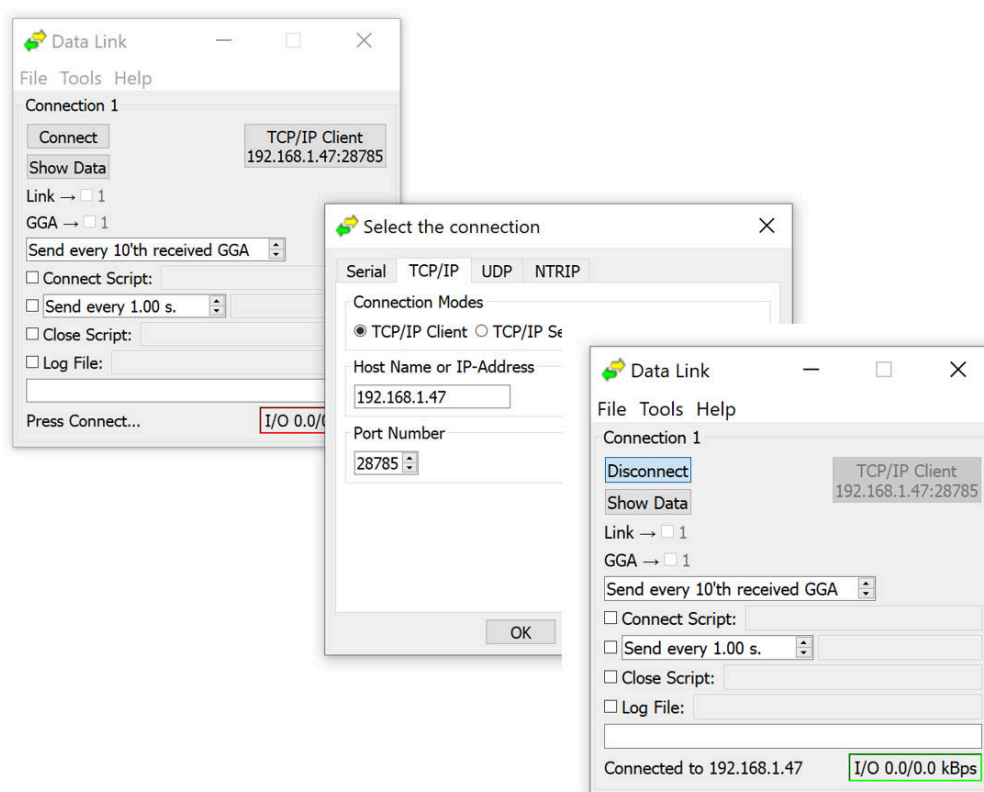 Data Link
File Tools Help
Connection 1
Connect
TCP/IP Client
192.168.1.47:28785
Show Data
Link → 1
GGA → 1
Send every 10'th received GGA
Connect Script:
Send every 1.00 s.
Close Script:
Log File:
Press Connect...
I/O 0.0/
Select the connection
Serial TCP/IP UDP NTRIP
Connection Modes
TCP/IP Client TCP/IP Se
Host Name or IP-Address
192.168.1.47
Port Number
28785
OK
Data Link
File Tools Help
Connection 1
Disconnect
TCP/IP Client
192.168.1.47:28785
Show Data
Link → 1
GGA → 1
Send every 10'th received GGA
Connect Script:
Send every 1.00 s.
Close Script:
Log File:
Connected to 192.168.1.47
I/O 0.0/0.0 kBps